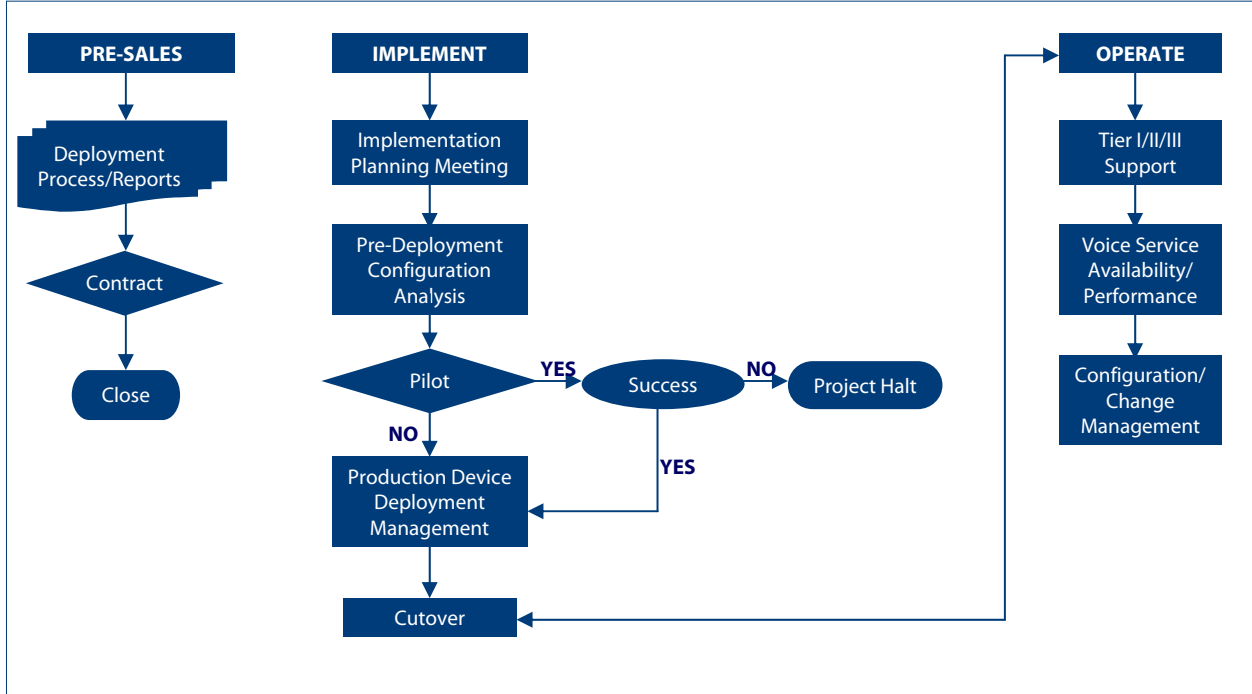 PRE-SALES
Deployment
Process/Reports
Contract
Close
IMPLEMENT
Implementation
Planning Meeting
Pre-Deployment
Configuration
Analysis
Pilot
YES
Success
NO
Project Halt
NO
YES
Production Device
Deployment
Management
Cutover
OPERATE
Tier I/II/III
Support
Voice Service
Availability/
Performance
Configuration/
Change
Management